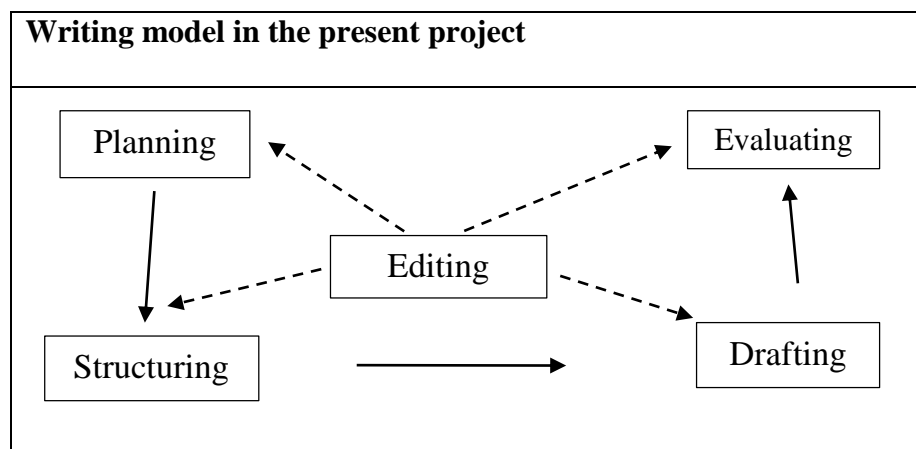 Writing model in the present project
Planning
Evaluating
Editing
Structuring
Drafting